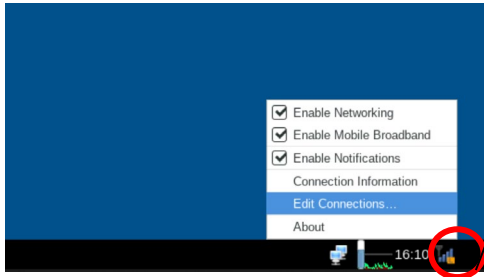 Enable Networking
Enable Mobile Broadband
Enable Notifications
Connection Information
Edit Connections...
About
16:10